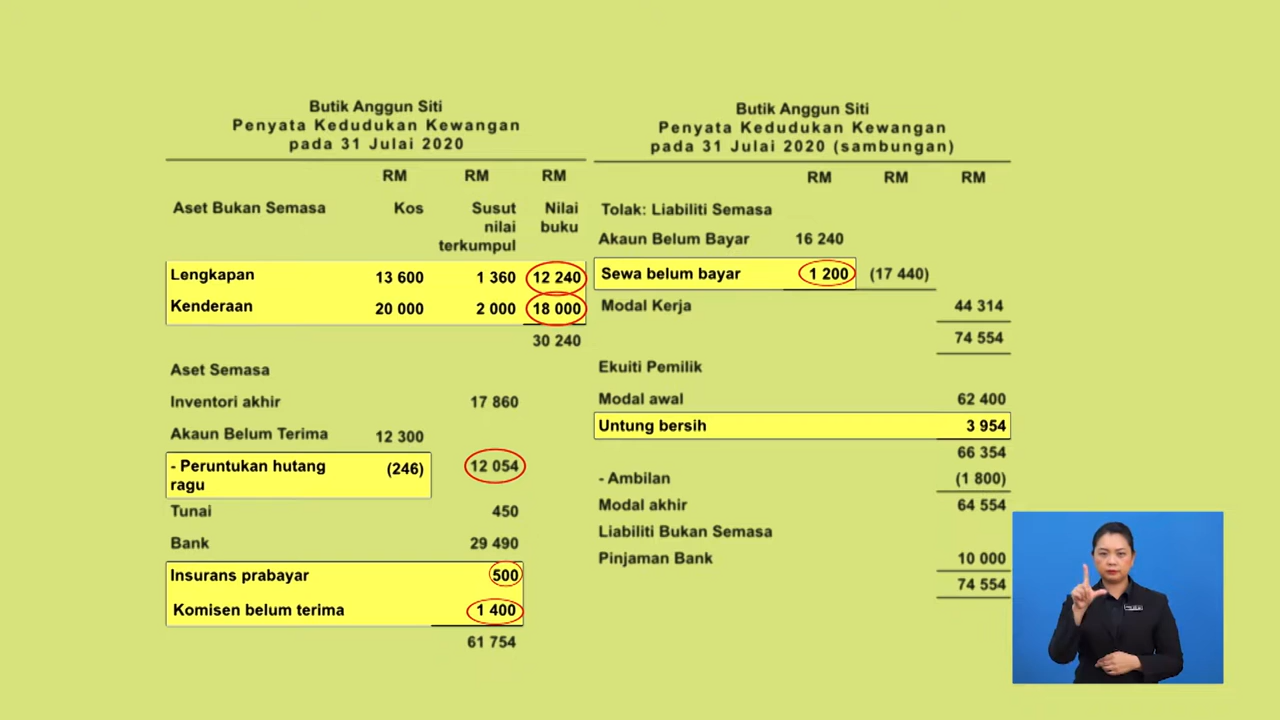 Butik Anggun Siti
Penyata Kedudukan Kewangan
pada 31 Julai 2020
RM RM RM
Aset Bukan Semasa Kos Susut nilai terkumpul Nilai buku
Lengkapan 13 600 1 360 12 240
Kenderaan 20 000 2 000 18 000
30 240
Aset Semasa
Inventori akhir 17 860
Akaun Belum Terima 12 300
- Peruntukan hutang ragu (246) 12 054
Tunai 450
Bank 29 490
Insurans prabayar 500
Komisen belum terima 1 400
61 754
Butik Anggun Siti
Penyata Kedudukan Kewangan
pada 31 Julai 2020 (sambungan)
RM RM RM
Tolak: Liabiliti Semasa
Akaun Belum Bayar 16 240
Sewa belum bayar 1 200 (17 440)
Modal Kerja 44 314
74 554
Ekuiti Pemilik
Modal awal 62 400
Untung bersih 3 954
66 354
- Ambilan (1 800)
Modal akhir 64 554
Liabiliti Bukan Semasa
Pinjaman Bank 10 000
74 554